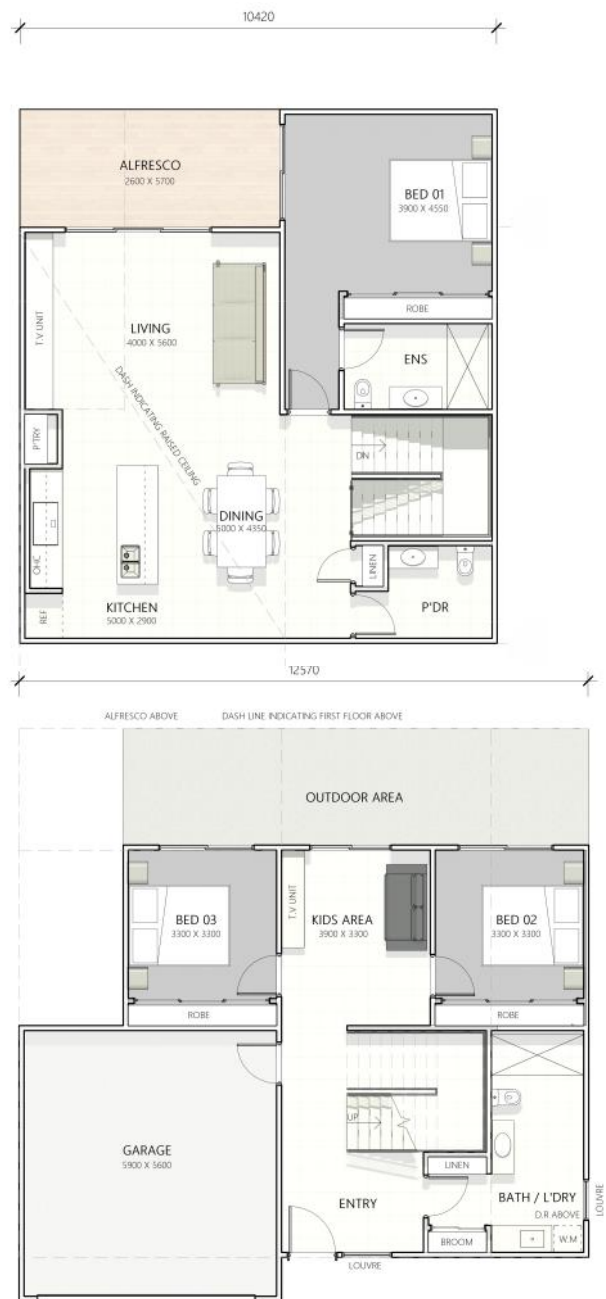 10420
ALFRESCO
2600 X 5700
BED 01
3900 X 4550
ROBE
T.V UNIT
LIVING
4000 X 5600
ENS
DASH INDICATING RAISED CEILING
P'TRY
DN
DINING
5000 X 4350
OHC
LINEN
KITCHEN
5000 X 2900
REF
P'DR
12570
ALFRESCO ABOVE
DASH LINE INDICATING FIRST FLOOR ABOVE
OUTDOOR AREA
BED 03
3300 X 3300
T.V UNIT
KIDS AREA
3900 X 3300
BED 02
3300 X 3300
ROBE
ROBE
UP
GARAGE
5900 X 5600
LINEN
ENTRY
BATH / L'DRY
D.R ABOVE
LOUVRE
BROOM
W.M
LOUVRE